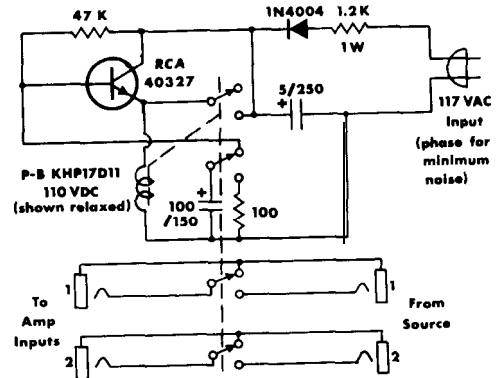 47 K
1N4004
1.2K
1W
RCA
40327
5/250
+
117 VAC
Input
(phase for
minimum
noise)
P-B KHP17D11
110 VDC
(shown relaxed)
+
100
/150
100
1
1
To
Amp
Inputs
From
Source
2
2